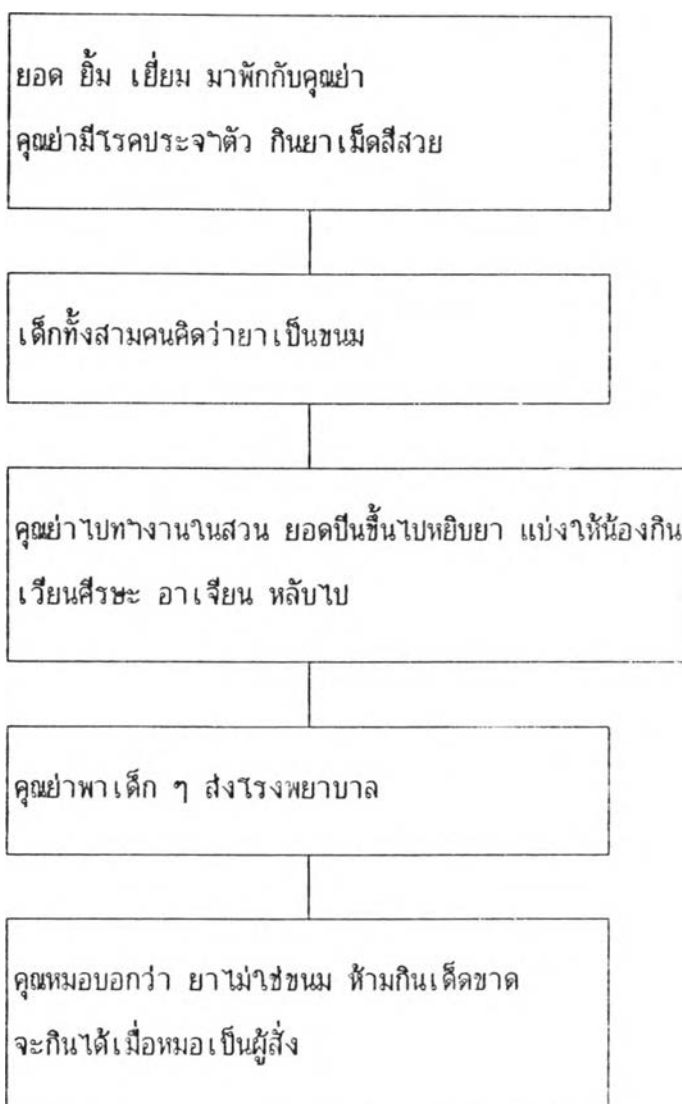 ยอด ยิ้ม เยี่ยม มาพักกับคุณย่า
คุณย่ามีโรคประจำตัว กินยาเม็ดสีสวย
เด็กทั้งสามคนคิดว่ายาเป็นขนม
คุณย่าไปทำงานในสวน ยอดปีนขึ้นไปหยิบยา แบ่งให้น้องกิน
เวียนศีรษะ อาเจียน หลับไป
คุณย่าพาเด็ก ๆ ส่งโรงพยาบาล
คุณหมอบอกว่า ยาไม่ใช่ขนม ห้ามกินเด็ดขาด
จะกินได้เมื่อหมอเป็นผู้สั่ง